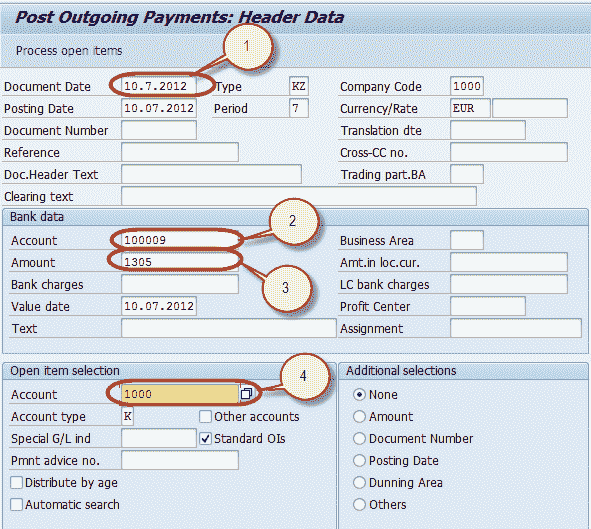 Post Outgoing Payments: Header Data
1
Process open items
Document Date 10.7.2012 Type KZ Company Code 1000
Posting Date 10.07.2012 Period 7 Currency/Rate EUR
Document Number Translation dte
Reference Cross-CC no.
Doc.Header Text Trading part.BA
Clearing text
Bank data
2
Account 100009 Business Area
Amount 1305 Amt.in loc.cur.
3
Bank charges LC bank charges
Value date 10.07.2012 Profit Center
Text Assignment
Open item selection Additional selections
4
Account 1000 None
Account type K Other accounts Amount
Special G/L ind Standard OIs Document Number
Pmnt advice no. Posting Date
Distribute by age Dunning Area
Automatic search Others